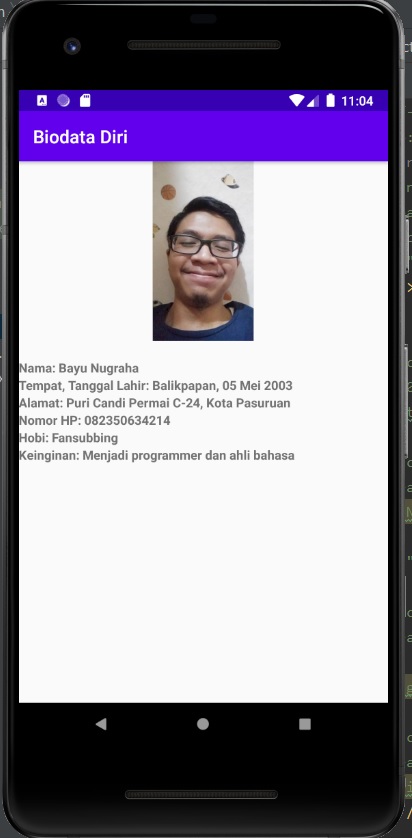 11:04
Biodata Diri
Nama: Bayu Nugraha
Tempat, Tanggal Lahir: Balikpapan, 05 Mei 2003
Alamat: Puri Candi Permai C-24, Kota Pasuruan
Nomor HP: 082350634214
Hobi: Fansubbing
Keinginan: Menjadi programmer dan ahli bahasa